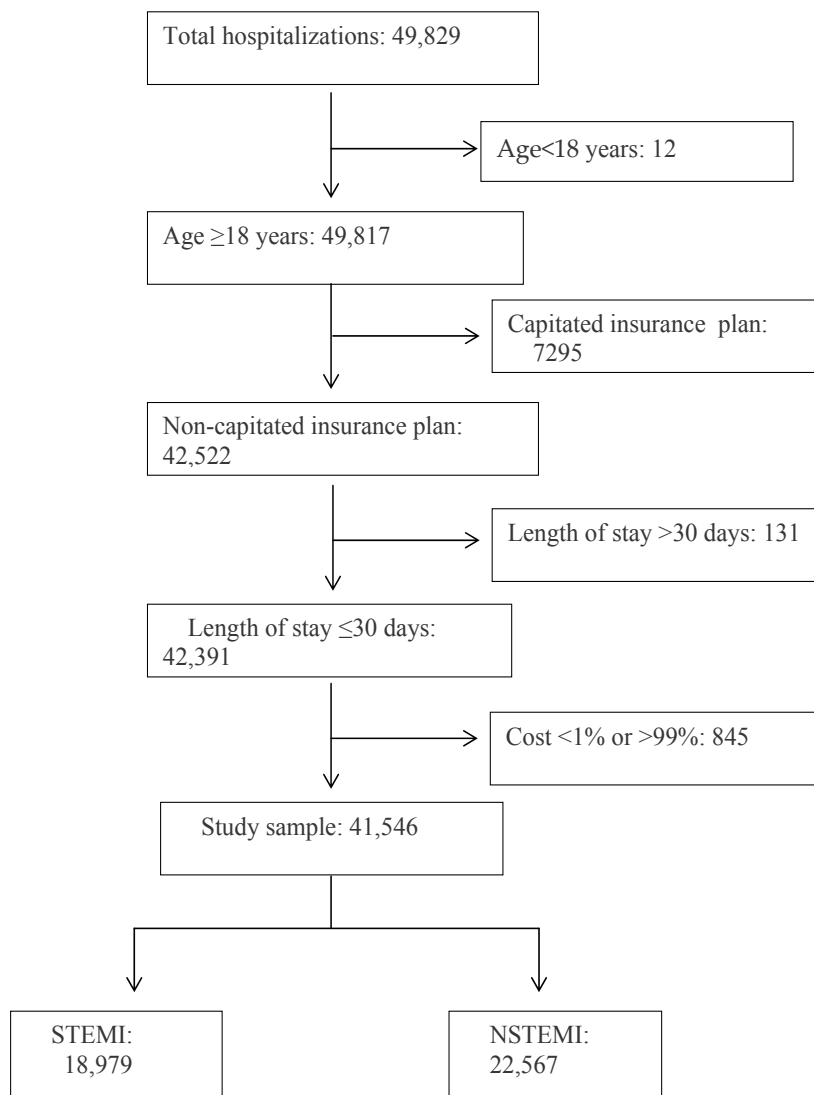 Total hospitalizations: 49,829
Age<18 years: 12
Age ≥18 years: 49,817
Capitated insurance plan:
7295
Non-capitated insurance plan:
42,522
Length of stay >30 days: 131
Length of stay ≤30 days:
42,391
Cost <1% or >99%: 845
Study sample: 41,546
STEMI:
18,979
NSTEMI:
22,567